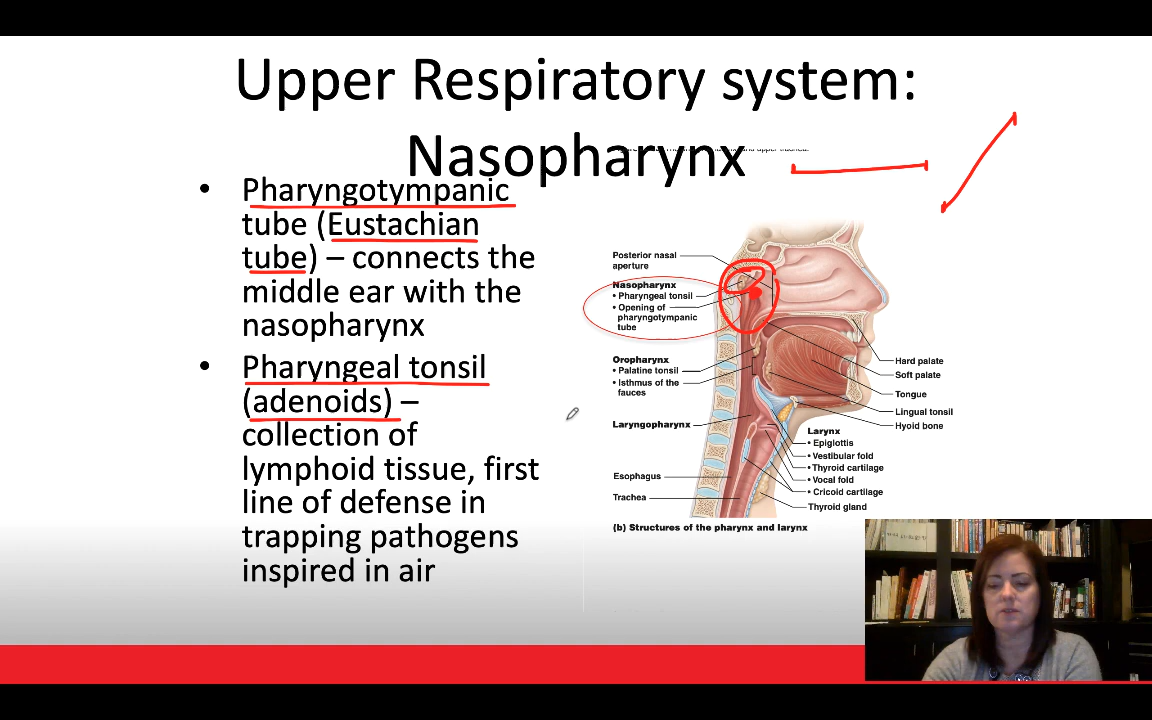 Upper Respiratory system:
Nasopharynx
• Pharyngotympanic
tube (Eustachian
tube) – connects the
middle ear with the
nasopharynx
• Pharyngeal tonsil
(adenoids) –
collection of
lymphoid tissue, first
line of defense in
trapping pathogens
inspired in air
Posterior nasal
aperture
Nasopharynx
• Pharyngeal tonsil
• Opening of
pharyngotympanic
tube
Oropharynx
• Palatine tonsil
• Isthmus of the
fauces
Laryngopharynx
Esophagus
Trachea
Hard palate
Soft palate
Tongue
Lingual tonsil
Hyoid bone
Larynx
• Epiglottis
• Vestibular fold
• Thyroid cartilage
• Vocal fold
• Cricoid cartilage
Thyroid gland
(b) Structures of the pharynx and larynx